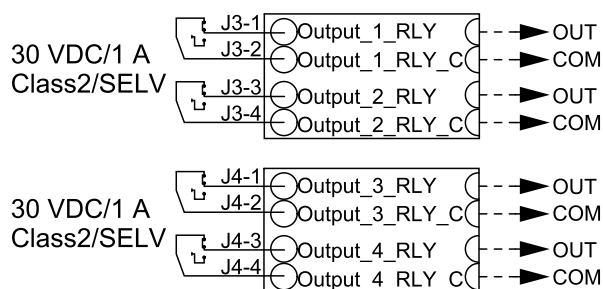 J3-1 Output_1_RLY OUT
30 VDC/1 A J3-2 Output_1_RLY_C COM
Class2/SELV J3-3 Output_2_RLY OUT
J3-4 Output_2_RLY_C COM
J4-1 Output_3_RLY OUT
30 VDC/1 A J4-2 Output_3_RLY_C COM
Class2/SELV J4-3 Output_4_RLY OUT
J4-4 Output_4_RLY_C COM